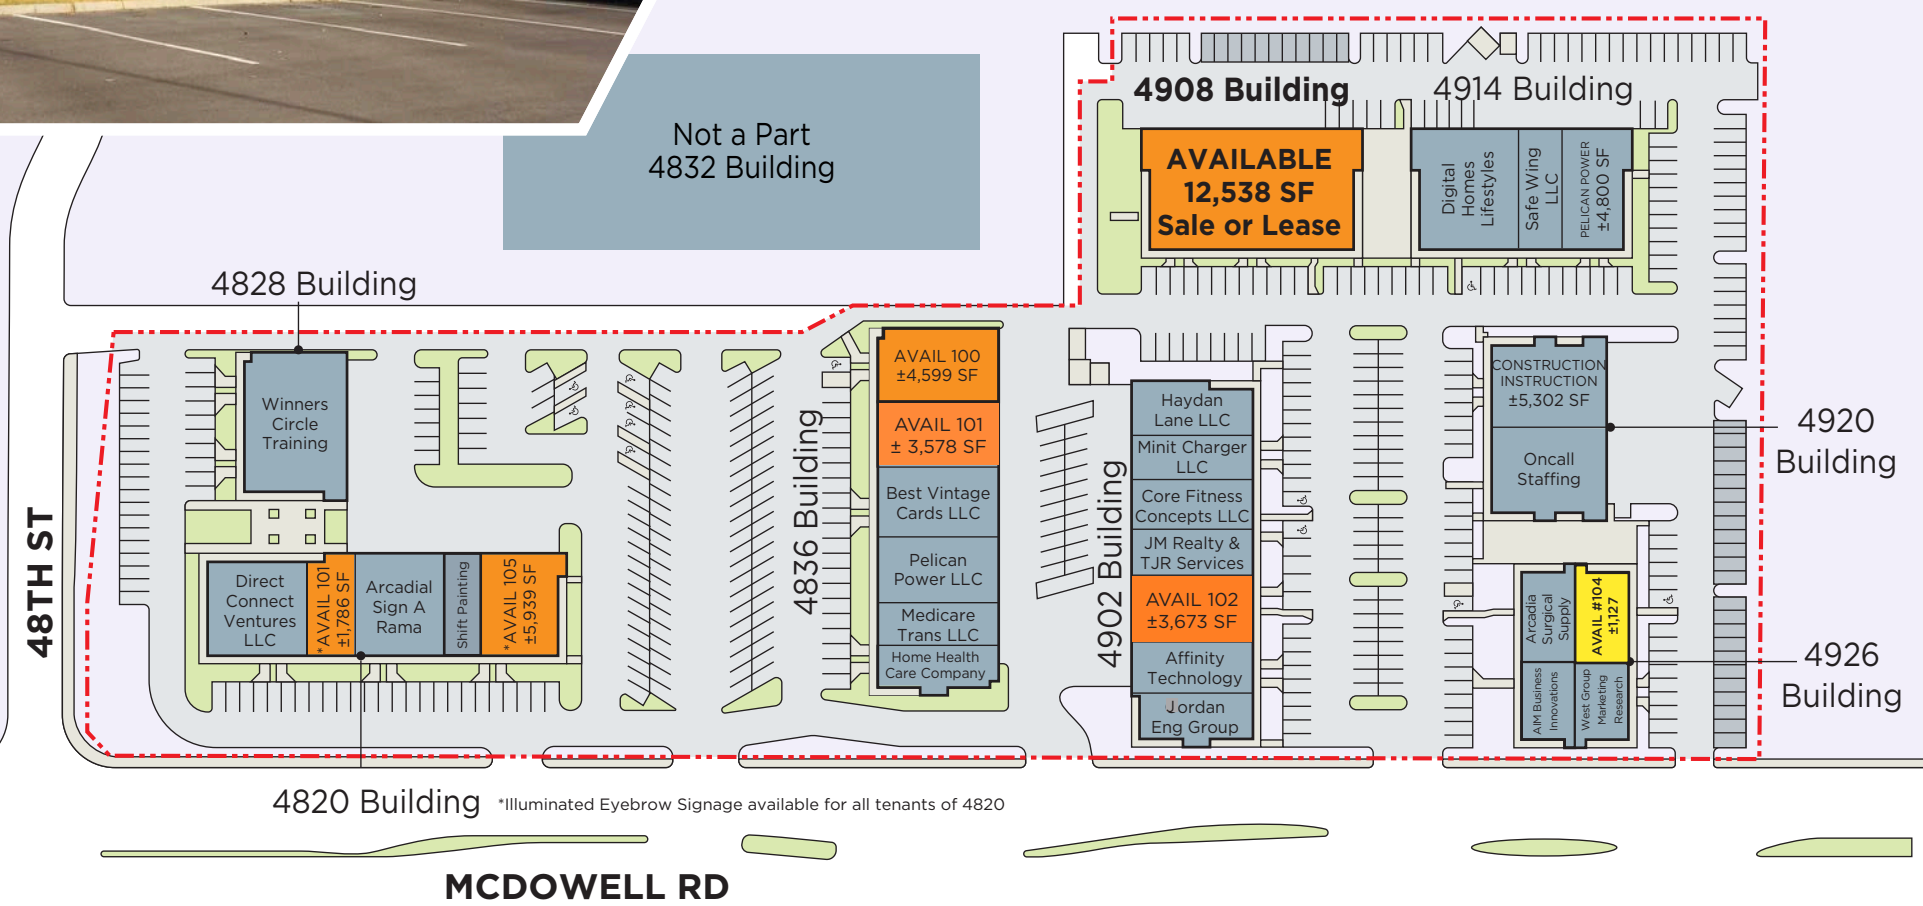 Not a Part
4832 Building
4908 Building
4914 Building
AVAILABLE
12,538 SF
Sale or Lease
Digital
Homes
Lifestyles
Safe Wing
LLC
PELICAN POWER
±4,800 SF
4828 Building
Winners
Circle
Training
AVAIL 100
±4,599 SF
AVAIL 101
± 3,578 SF
Best Vintage
Cards LLC
Pelican
Power LLC
Medicare
Trans LLC
Home Health
Care Company
4836 Building
Haydan
Lane LLC
Minit Charger
LLC
Core Fitness
Concepts LLC
JM Realty &
TJR Services
AVAIL 102
±3,673 SF
Affinity
Technology
Jordan
Eng Group
4902 Building
CONSTRUCTION
INSTRUCTION
±5,302 SF
Oncall
Staffing
4920
Building
Arcadia
Surgical
Supply
AVAIL #104
±1,127
AIM Business
Innovations
West Group
Marketing
Research
4926
Building
48TH ST
Direct
Connect
Ventures
LLC
*AVAIL 101
±1,786 SF
Arcadial
Sign A
Rama
Shift Painting
*AVAIL 105
±5,939 SF
4820 Building
*Illuminated Eyebrow Signage available for all tenants of 4820
MCDOWELL RD